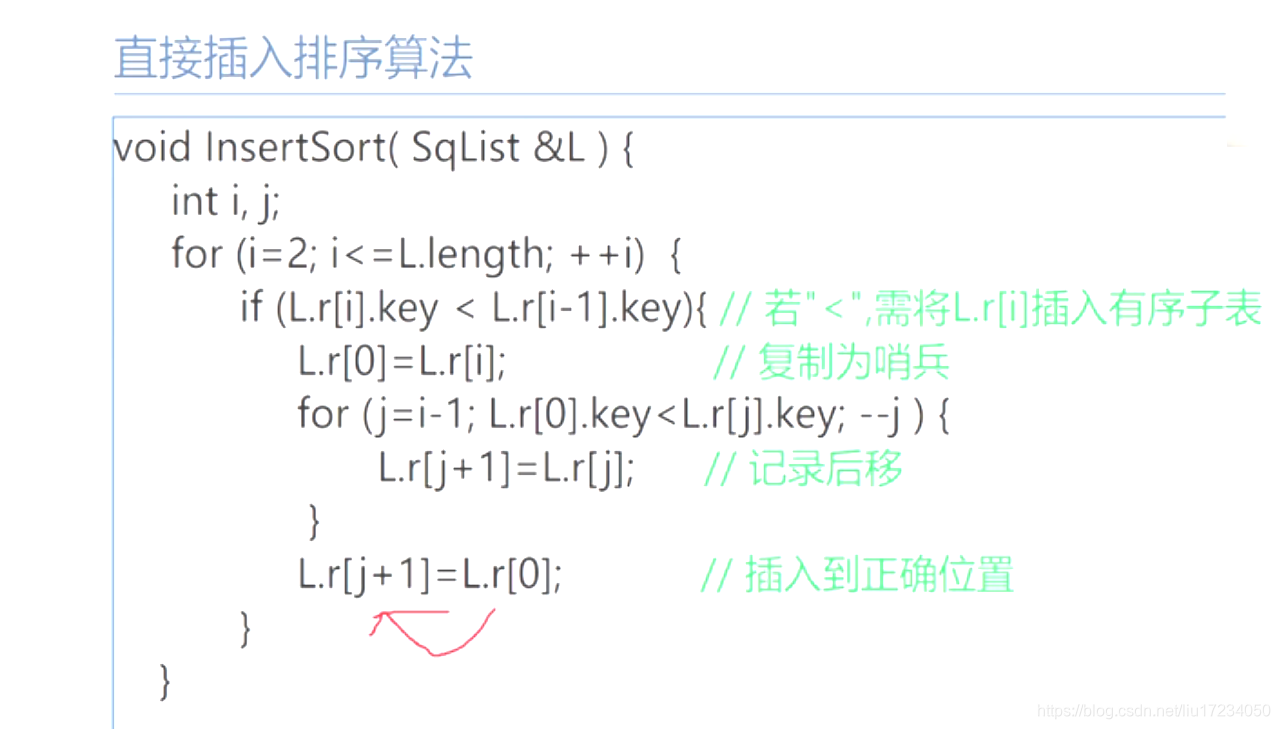 直接插入排序算法
void InsertSort( SqList &L ) {
int i, j;
for (i=2; i<=L.length; ++i) {
if (L.r[i].key < L.r[i-1].key){ // 若"<",需将L.r[i]插入有序子表
L.r[0]=L.r[i]; // 复制为哨兵
for (j=i-1; L.r[0].key<L.r[j].key; --j ) {
L.r[j+1]=L.r[j]; // 记录后移
}
L.r[j+1]=L.r[0]; // 插入到正确位置
}
}
https://blog.csdn.net/liu17234050